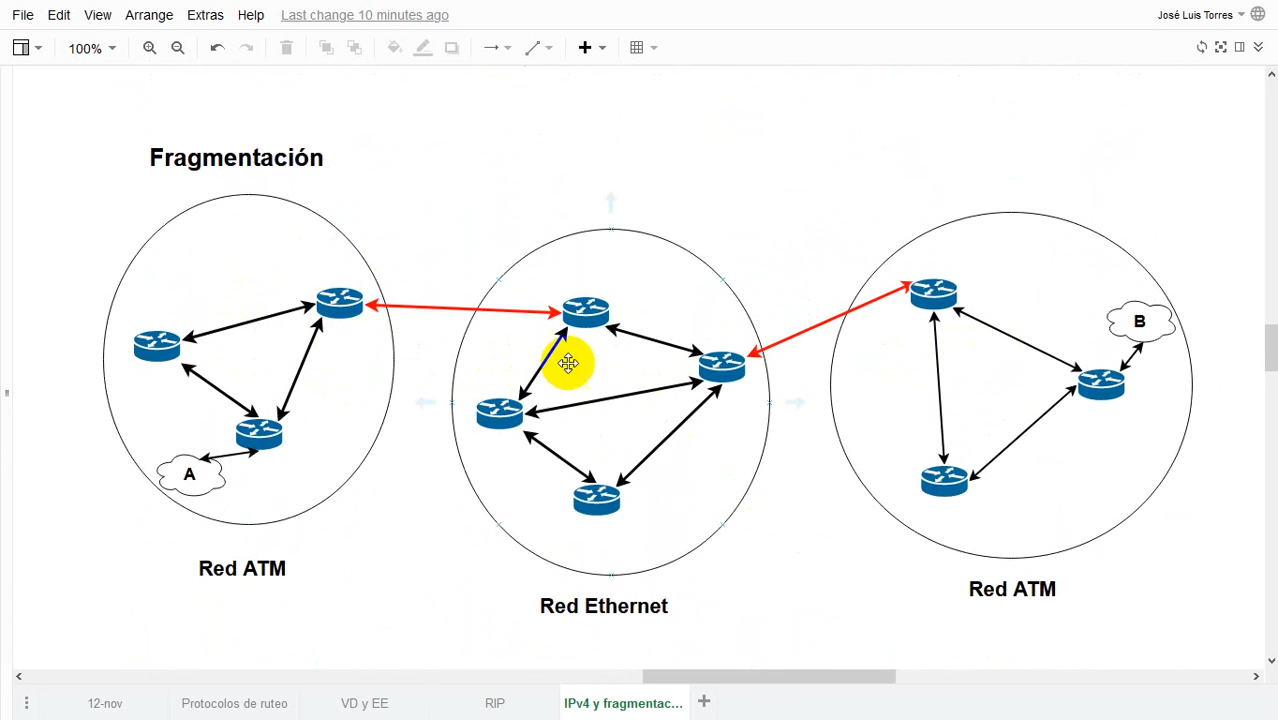 File Edit View Arrange Extras Help Last change 10 minutes ago José Luis Torres
100%
Fragmentación
A
B
Red ATM
Red Ethernet
Red ATM
12-nov Protocolos de ruteo VD y EE RIP IPv4 y fragmentac...